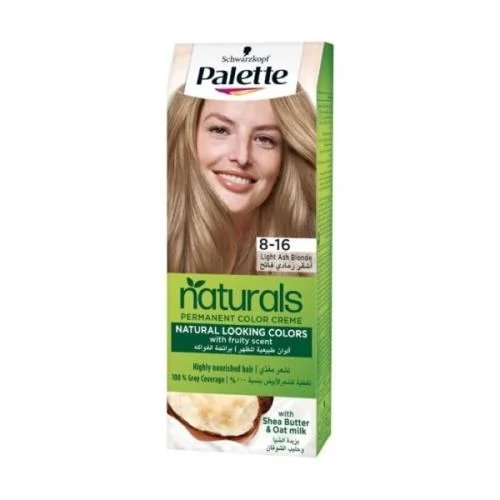 Schwarzkopf
Palette
8-16
Light Ash Blonde
أشقر رمادي فاتح
naturals
PERMANENT COLOR CREME
NATURAL LOOKING COLORS
with fruity scent
ألوان طبيعية المظهر | برائحة الفواكه
Highly nourished hair | لشعر مغذي
100 % Grey Coverage | تغطية للشعر الأبيض بنسبة ١٠٠ %
with
Shea Butter
& Oat milk
بزبدة الشيا
وحليب الشوفان